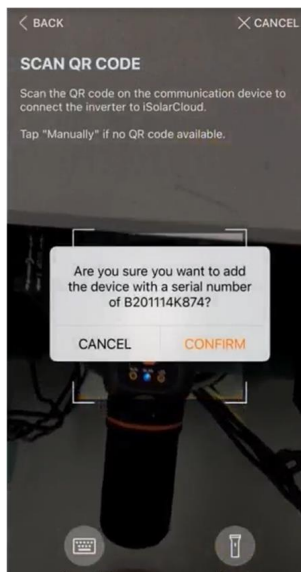 BACK
CANCEL
SCAN QR CODE
Scan the QR code on the communication device to
connect the inverter to iSolarCloud.
Tap "Manually" if no QR code available.
Are you sure you want to add
the device with a serial number
of B201114K874?
CANCEL
CONFIRM